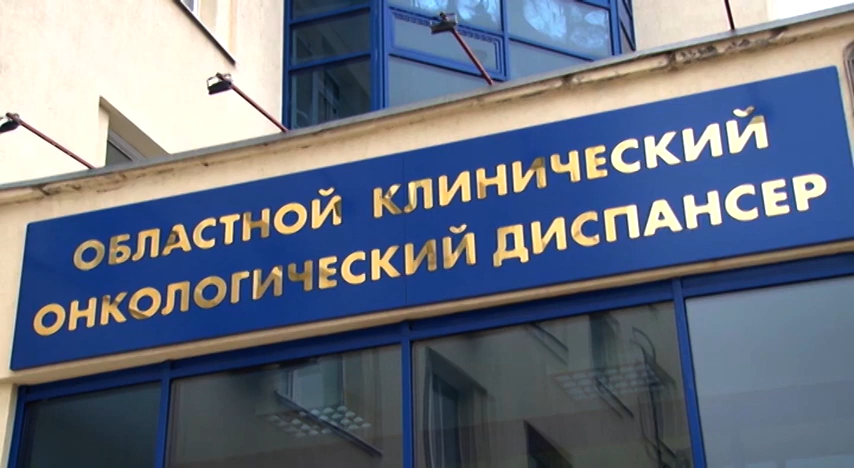 ОБЛАСТНОЙ КЛИНИЧЕСКИЙ
ОНКОЛОГИЧЕСКИЙ ДИСПАНСЕР